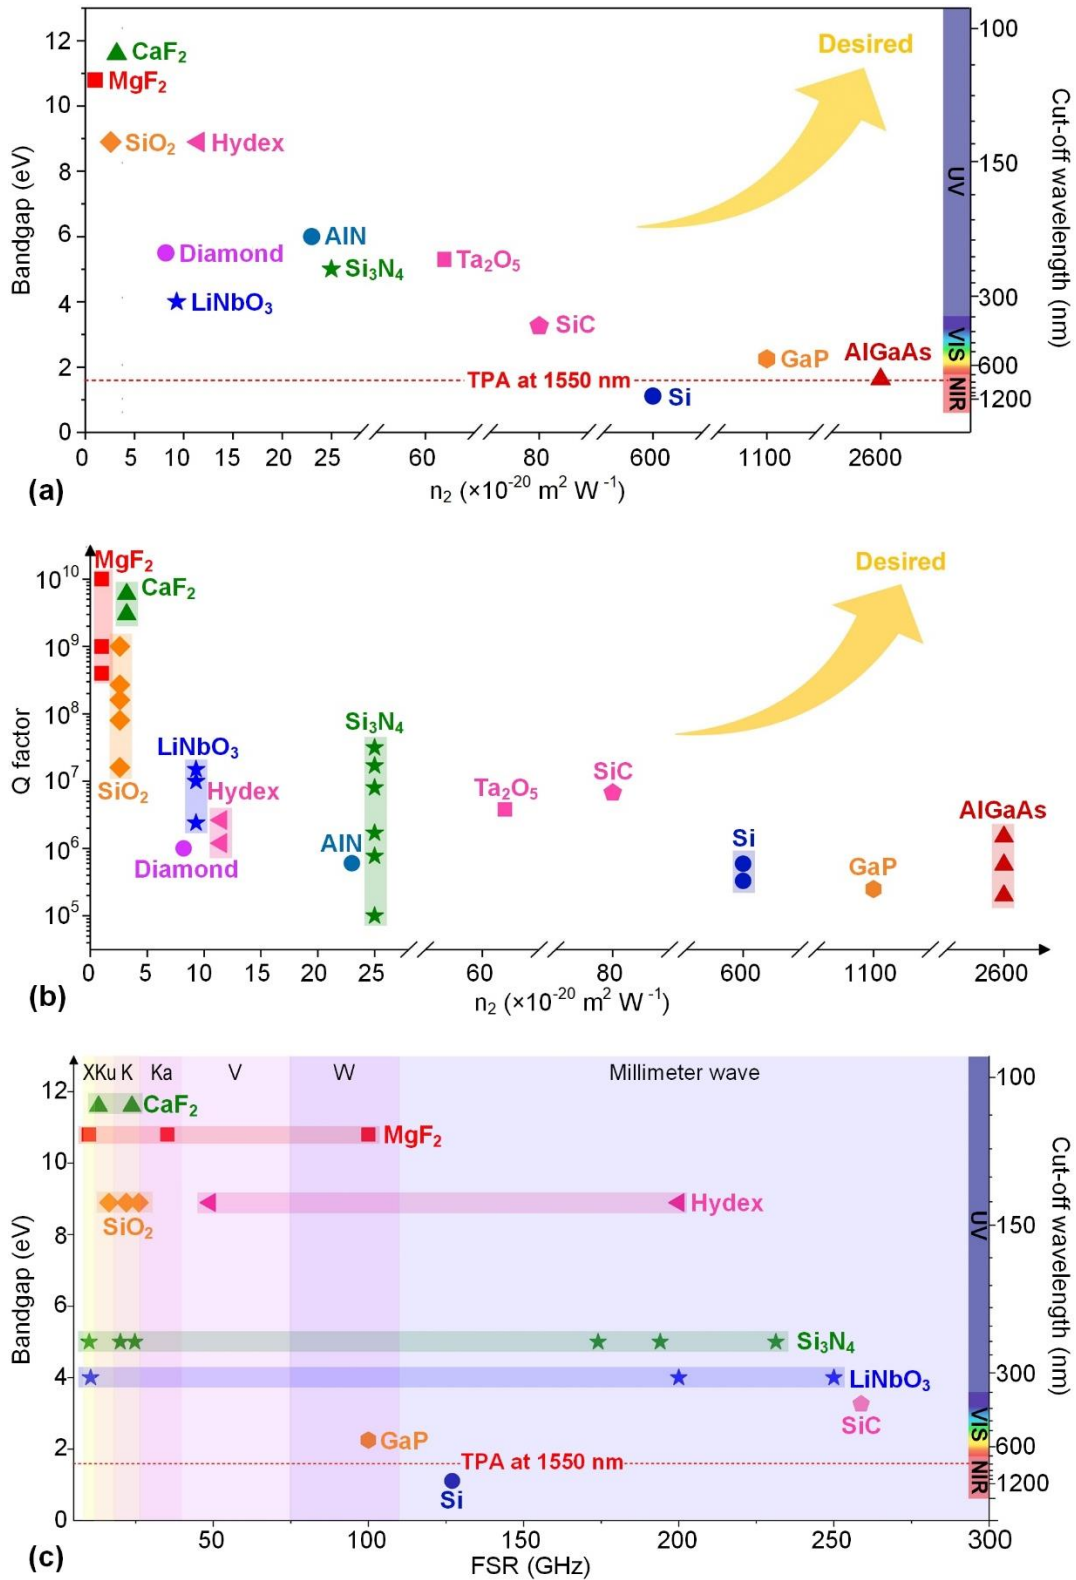 12
10
8
6
4
2
0
Bandgap (eV)
CaF₂
MgF₂
SiO₂
Hydex
Diamond
AlN
Si₃N₄
LiNbO₃
Ta₂O₅
SiC
GaP
AlGaAs
Si
TPA at 1550 nm
Desired
UV
VIS
NIR
100
150
300
600
1200
Cut-off wavelength (nm)
0 5 10 15 20 25 60 80 600 1100 2600
n₂ (×10⁻²⁰ m² W⁻¹)
(a)
10¹⁰
10⁹
10⁸
10⁷
10⁶
10⁵
Q factor
MgF₂
CaF₂
SiO₂
LiNbO₃
Hydex
Diamond
AlN
Si₃N₄
Ta₂O₅
SiC
Si
GaP
AlGaAs
Desired
0 5 10 15 20 25 60 80 600 1100 2600
n₂ (×10⁻²⁰ m² W⁻¹)
(b)
X Ku K Ka V W Millimeter wave
12
10
8
6
4
2
0
Bandgap (eV)
CaF₂
MgF₂
SiO₂
Hydex
Si₃N₄
LiNbO₃
SiC
GaP
TPA at 1550 nm
Si
UV
VIS
NIR
100
150
300
600
1200
Cut-off wavelength (nm)
50 100 150 200 250 300
FSR (GHz)
(c)